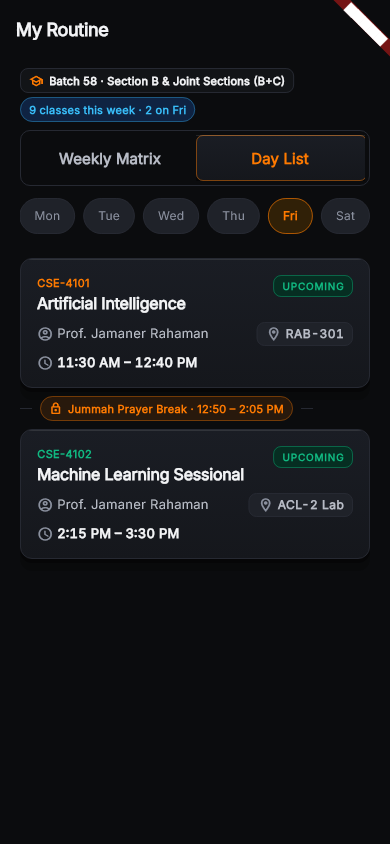 My Routine
Batch 58 · Section B & Joint Sections (B+C)
9 classes this week · 2 on Fri
Weekly Matrix
Day List
Mon
Tue
Wed
Thu
Fri
Sat
CSE-4101
UPCOMING
Artificial Intelligence
Prof. Jamaner Rahaman
RAB-301
11:30 AM – 12:40 PM
Jummah Prayer Break · 12:50 – 2:05 PM
CSE-4102
UPCOMING
Machine Learning Sessional
Prof. Jamaner Rahaman
ACL-2 Lab
2:15 PM – 3:30 PM